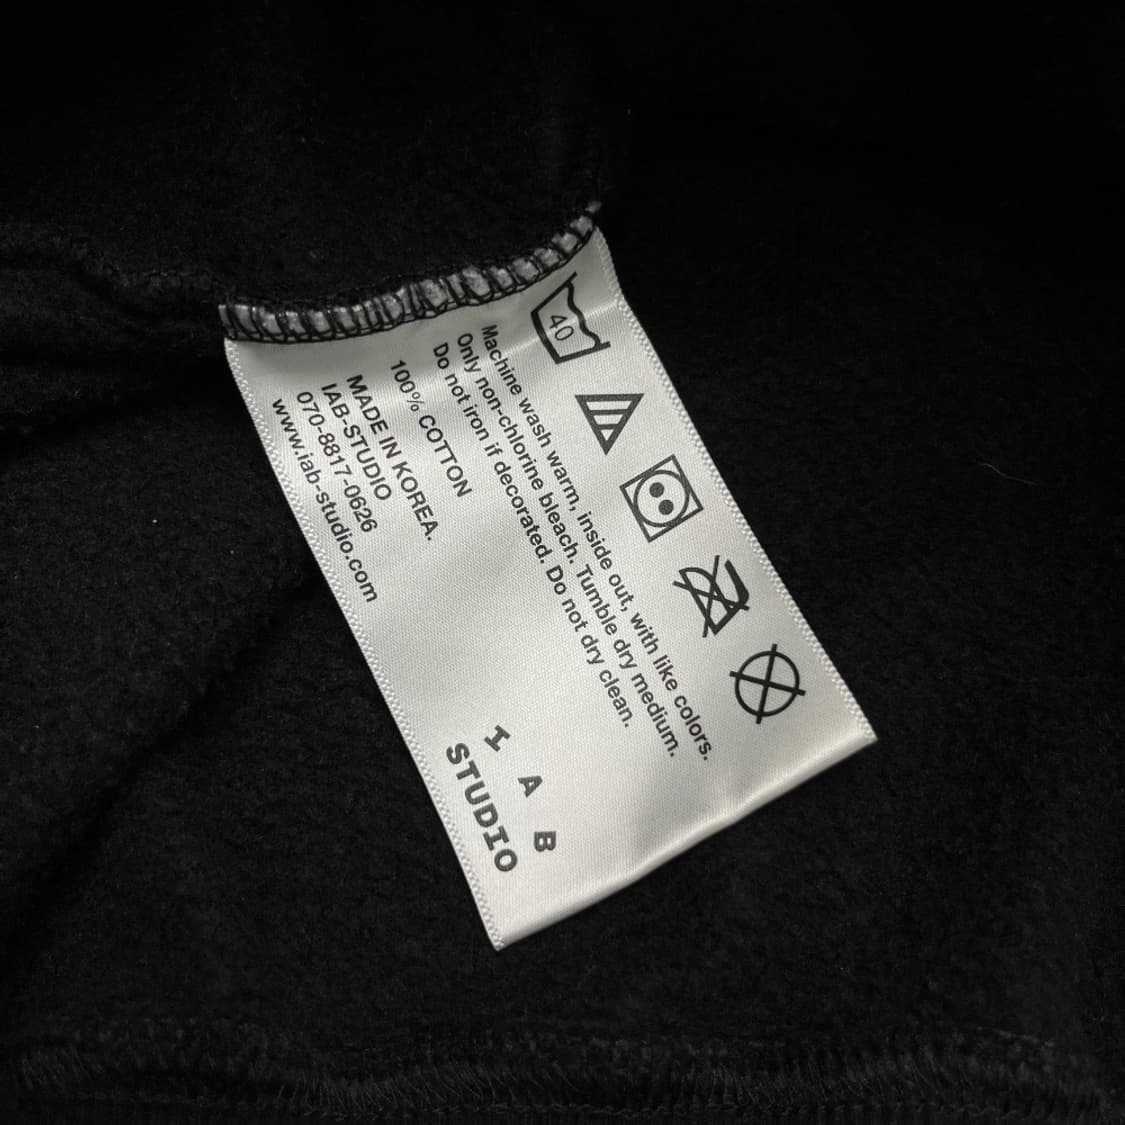 40
Machine wash warm, inside out, with like colors.
Only non-chlorine bleach. Tumble dry medium.
Do not iron if decorated. Do not dry clean.
100% COTTON
MADE IN KOREA.
IAB-STUDIO
070-8817-0626
www.iab-studio.com
I A B
STUDIO